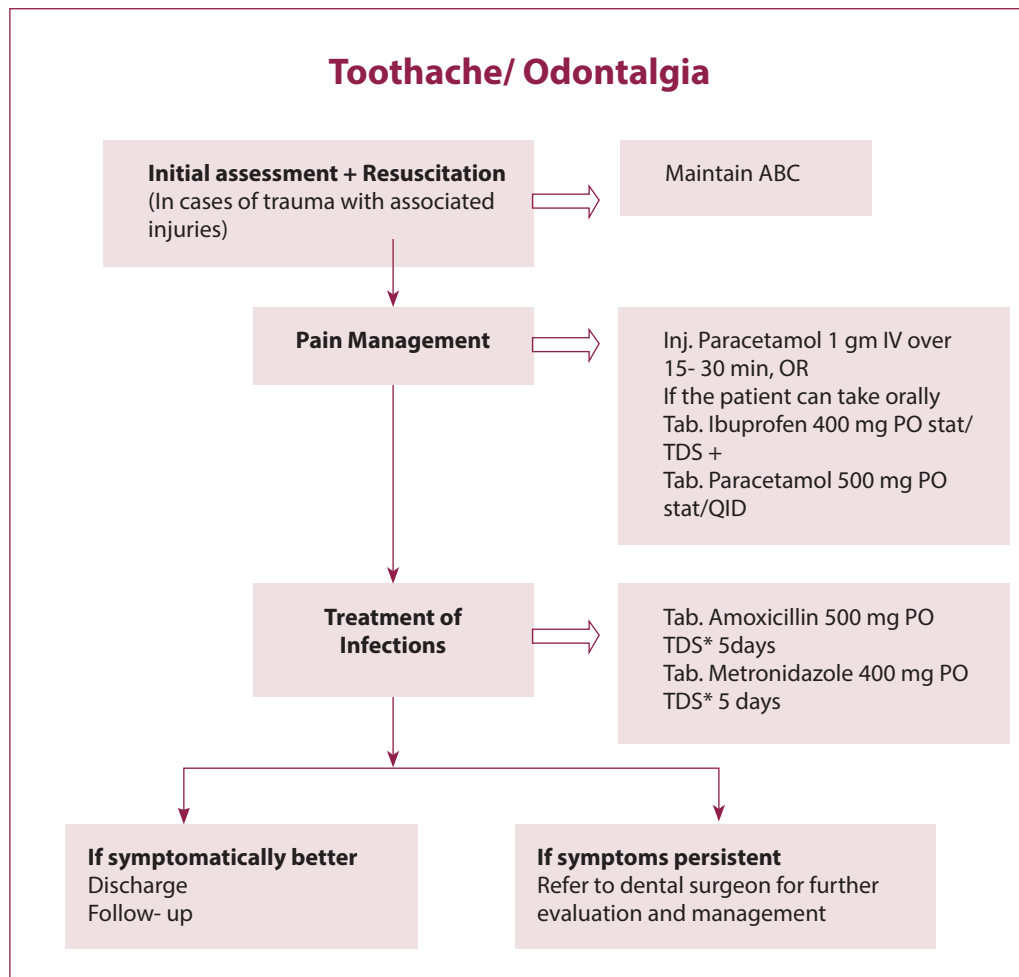 Toothache/ Odontalgia
Initial assessment + Resuscitation
(In cases of trauma with associated
injuries)
Maintain ABC
Pain Management
Inj. Paracetamol 1 gm IV over
15- 30 min, OR
If the patient can take orally
Tab. Ibuprofen 400 mg PO stat/
TDS +
Tab. Paracetamol 500 mg PO
stat/QID
Treatment of
Infections
Tab. Amoxicillin 500 mg PO
TDS* 5days
Tab. Metronidazole 400 mg PO
TDS* 5 days
If symptomatically better
Discharge
Follow- up
If symptoms persistent
Refer to dental surgeon for further
evaluation and management